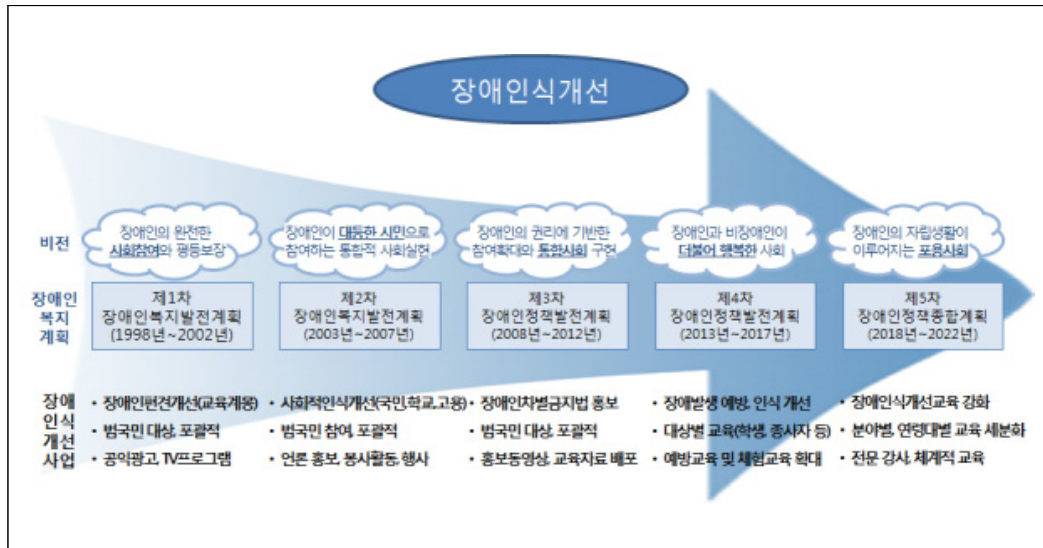 장애인식개선
비전
장애인의 완전한
사회참여와 평등보장
장애인이 대등한 시민으로
참여하는 통합적 사회실현
장애인의 권리에 기반한
참여확대와 통합사회 구현
장애인과 비장애인이
더불어 행복한 사회
장애인의 자립생활이
이루어지는 포용사회
장애인
복지
계획
제1차
장애인복지발전계획
(1998년~2002년)
제2차
장애인복지발전계획
(2003년~2007년)
제3차
장애인정책발전계획
(2008년~2012년)
제4차
장애인정책발전계획
(2013년~2017년)
제5차
장애인정책종합계획
(2018년~2022년)
장애
인식
개선
사업
• 장애인편견개선(교육계몽)
• 범국민 대상, 포괄적
• 공익광고, TV프로그램
• 사회적인식개선(국민,학교,고용)
• 범국민 참여, 포괄적
• 언론 홍보, 봉사활동, 행사
• 장애인차별금지법 홍보
• 범국민 대상, 포괄적
• 홍보동영상, 교육자료 배포
• 장애발생 예방, 인식 개선
• 대상별 교육(학생, 종사자 등)
• 예방교육 및 체험교육 확대
• 장애인식개선교육 강화
• 분야별, 연령대별 교육 세분화
• 전문 강사, 체계적 교육